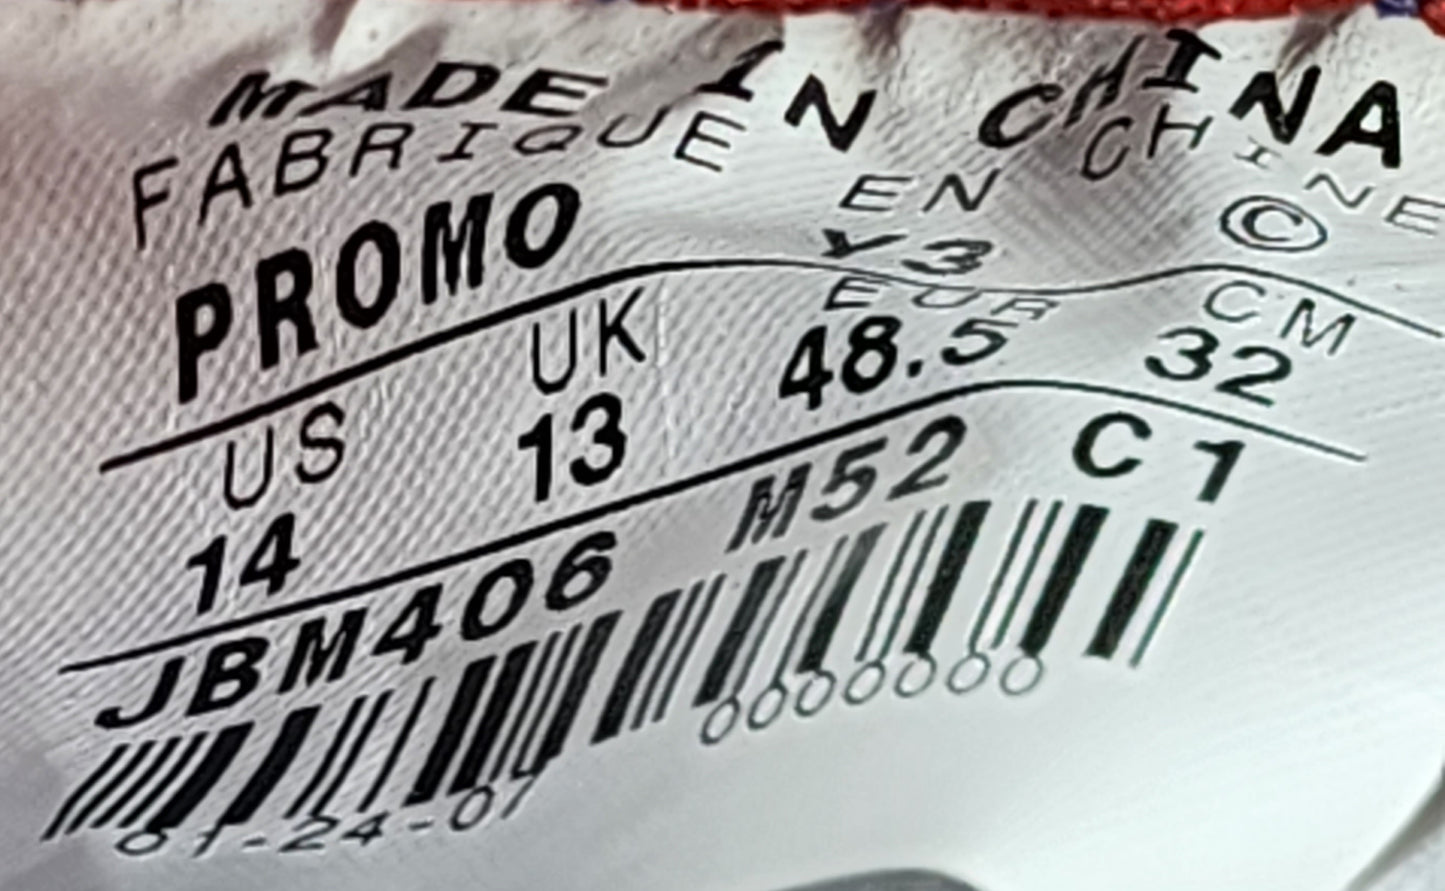 MADE IN CHINA
FABRIQUE EN CHINE
PROMO Y3 ©
US UK EUR CM
14 13 48.5 32
JBM406 M52 C1
01-24-07 0000000